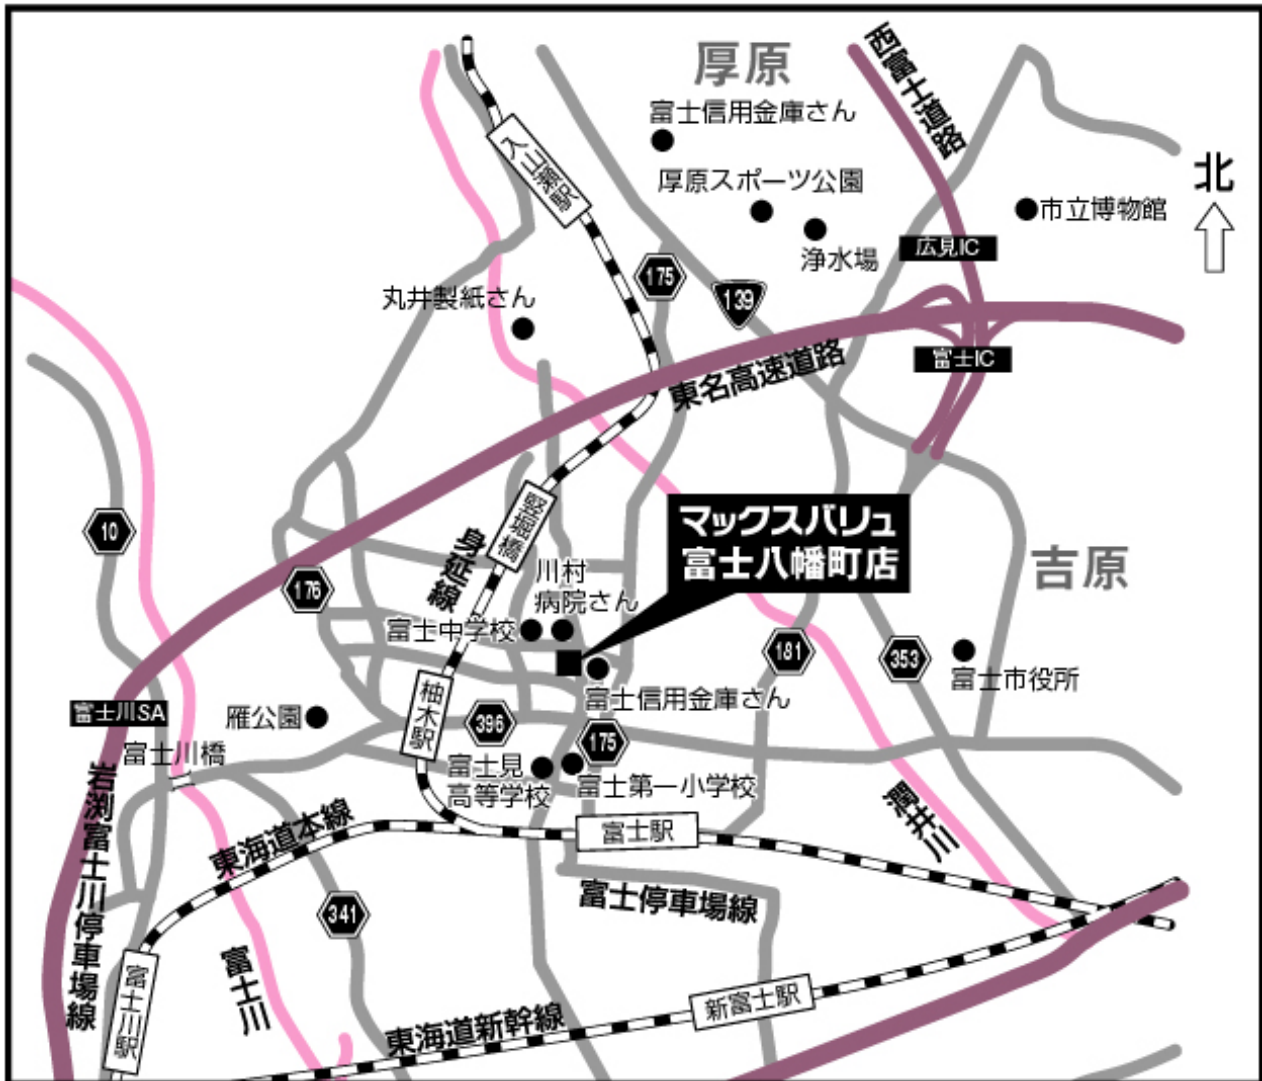 厚原
西富士道路
富士信用金庫さん
入山瀬駅
厚原スポーツ公園
北
市立博物館
浄水場
広見IC
175
139
丸井製紙さん
富士IC
東名高速道路
竪堀橋
マックスバリュ
富士八幡町店
10
身延線
吉原
川村
病院さん
176
富士中学校
181
353
富士市役所
富士信用金庫さん
柚木駅
富士川SA
雁公園
396
175
富士川橋
富士見
高等学校
富士第一小学校
岩渕富士川停車場線
潤井川
東海道本線
富士駅
富士停車場線
341
富士川
富士川駅
新富士駅
東海道新幹線